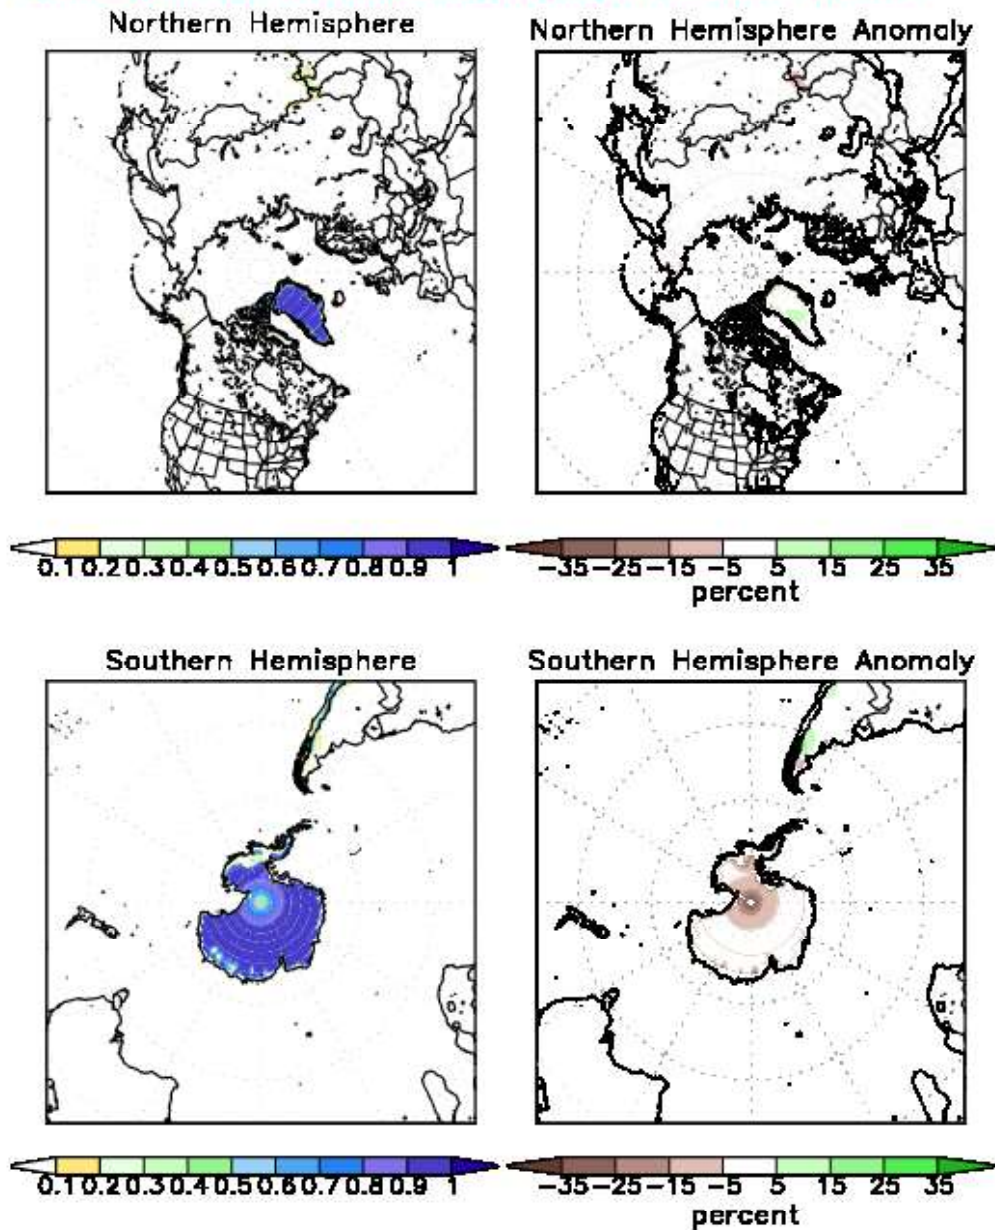 Northern Hemisphere
Northern Hemisphere Anomaly
0.1 0.2 0.3 0.4 0.5 0.6 0.7 0.8 0.9 1
-35 -25 -15 -5 5 15 25 35
percent
Southern Hemisphere
Southern Hemisphere Anomaly
0.1 0.2 0.3 0.4 0.5 0.6 0.7 0.8 0.9 1
-35 -25 -15 -5 5 15 25 35
percent